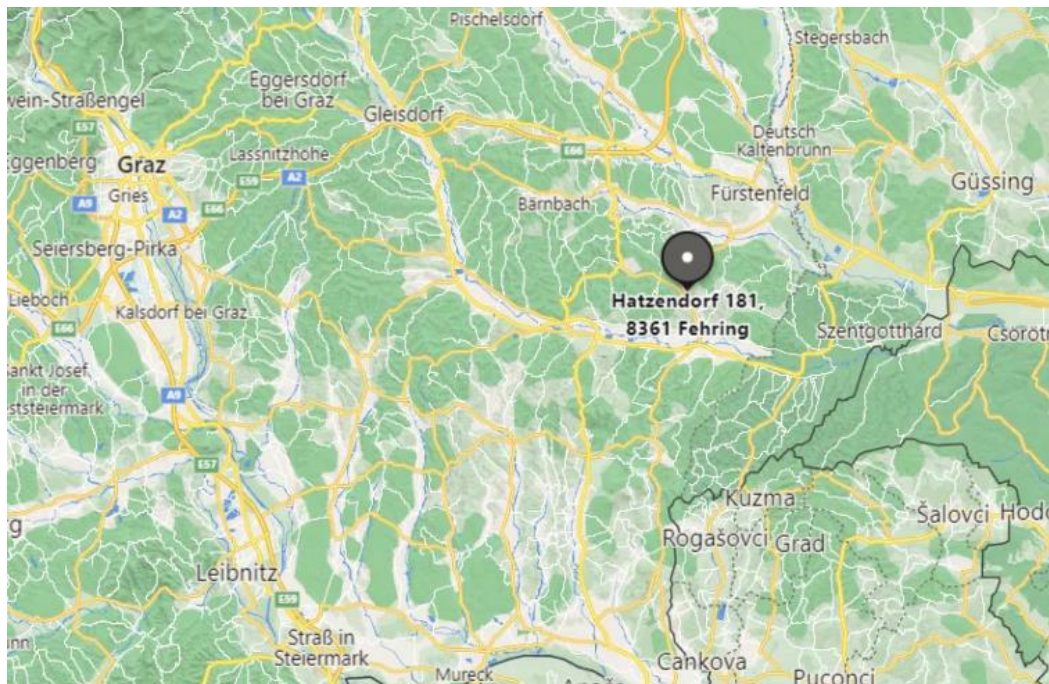 Pischelsdorf
Stegersbach
Eggersdorf
bei Graz
wein-Straßengel
Gleisdorf
E57
Deutsch
Kaltenbrunn
E66
Eggenberg
Graz
Lassnitzhöhe
E59
A2
Gries
Bärnbach
Fürstenfeld
Güssing
A9
A2
E66
Seiersberg-Pirka
Lieboch
Kalsdorf bei Graz
E66
Hatzendorf 181,
8361 Fehring
Szentgotthárd
Csörötn
ankt Josef
in der
eststeiermark
A9
E57
Kuzma
Šalovci
Hodo
Rogašovci
Grad
g
Leibnitz
E59
Straß in
Steiermark
Mureck
Cankova
Puconci